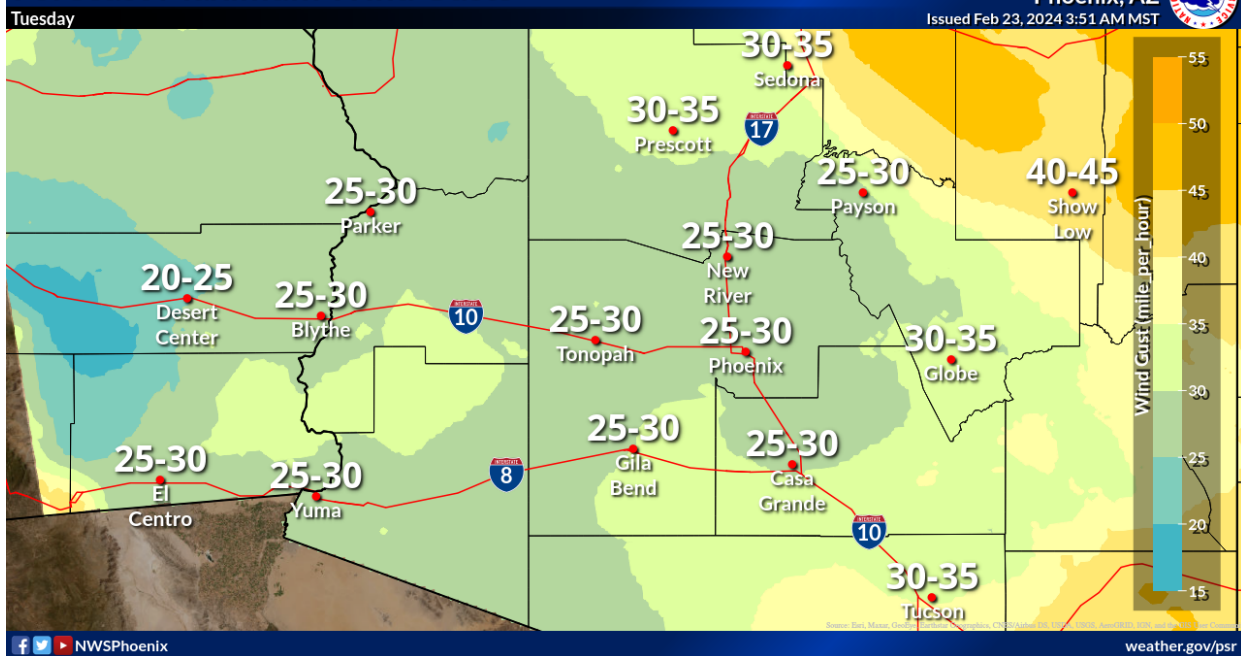 Phoenix, AZ
Tuesday
Issued Feb 23, 2024 3:51 AM MST
30-35
Sedona
30-35
Prescott
INTERSTATE
17
25-30
Parker
25-30
Payson
40-45
Show
Low
25-30
New
River
20-25
Desert
Center
25-30
Blythe
INTERSTATE
10
25-30
Tonopah
25-30
Phoenix
30-35
Globe
25-30
Gila
Bend
25-30
Casa
Grande
25-30
El
Centro
25-30
Yuma
INTERSTATE
8
INTERSTATE
10
30-35
Tucson
Wind Gust (mile_per_hour)
55
50
45
40
35
30
25
20
15
NWSPhoenix
weather.gov/psr